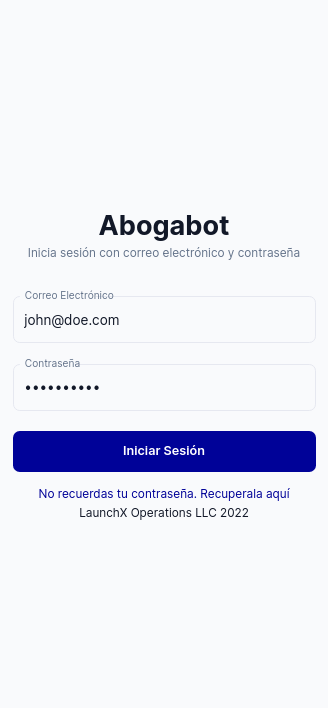 Abogabot
Inicia sesión con correo electrónico y contraseña
Correo Electrónico
john@doe.com
Contraseña
••••••••••
Iniciar Sesión
No recuerdas tu contraseña. Recuperala aquí
LaunchX Operations LLC 2022